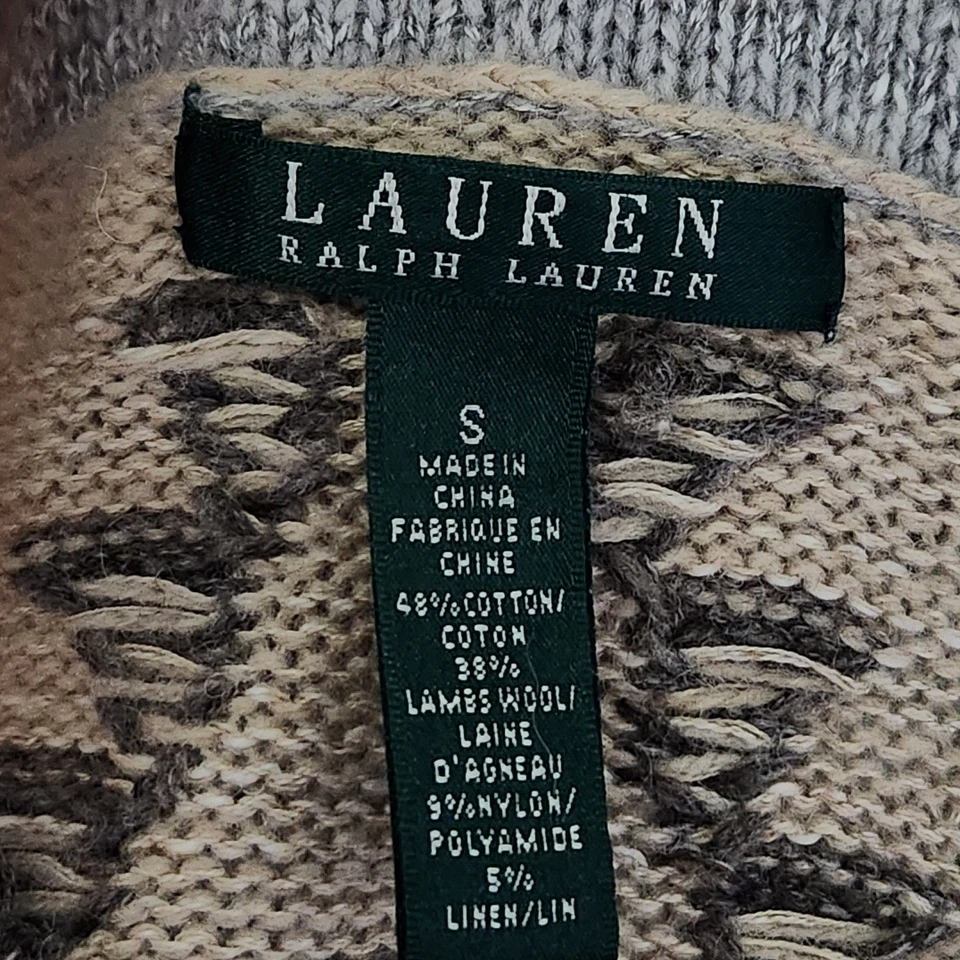 LAUREN
RALPH LAUREN
S
MADE IN
CHINA
FABRIQUE EN
CHINE
48% COTTON/
COTON
38%
LAMBS WOOL/
LAINE
D'AGNEAU
9% NYLON/
POLYAMIDE
5%
LINEN/LIN